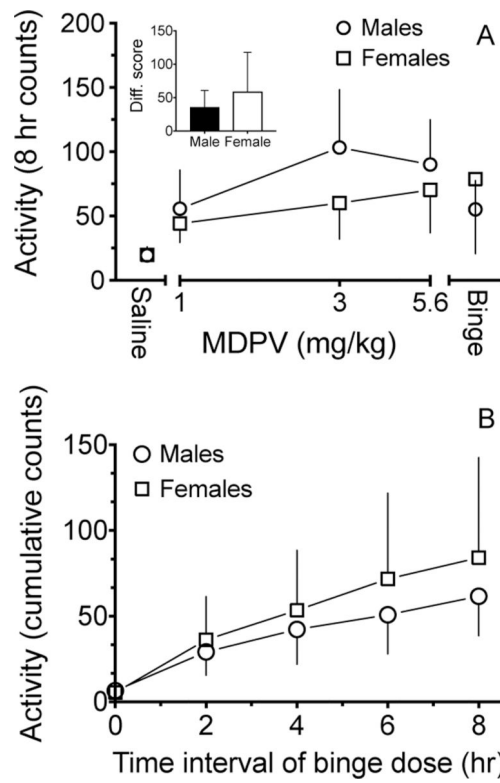 A
Males
Females
Activity (8 hr counts)
200
150
100
50
0
Diff. score
150
100
50
0
Male Female
Saline
1 3 5.6
Binge
MDPV (mg/kg)
B
Males
Females
Activity (cumulative counts)
150
100
50
0
0 2 4 6 8
Time interval of binge dose (hr)